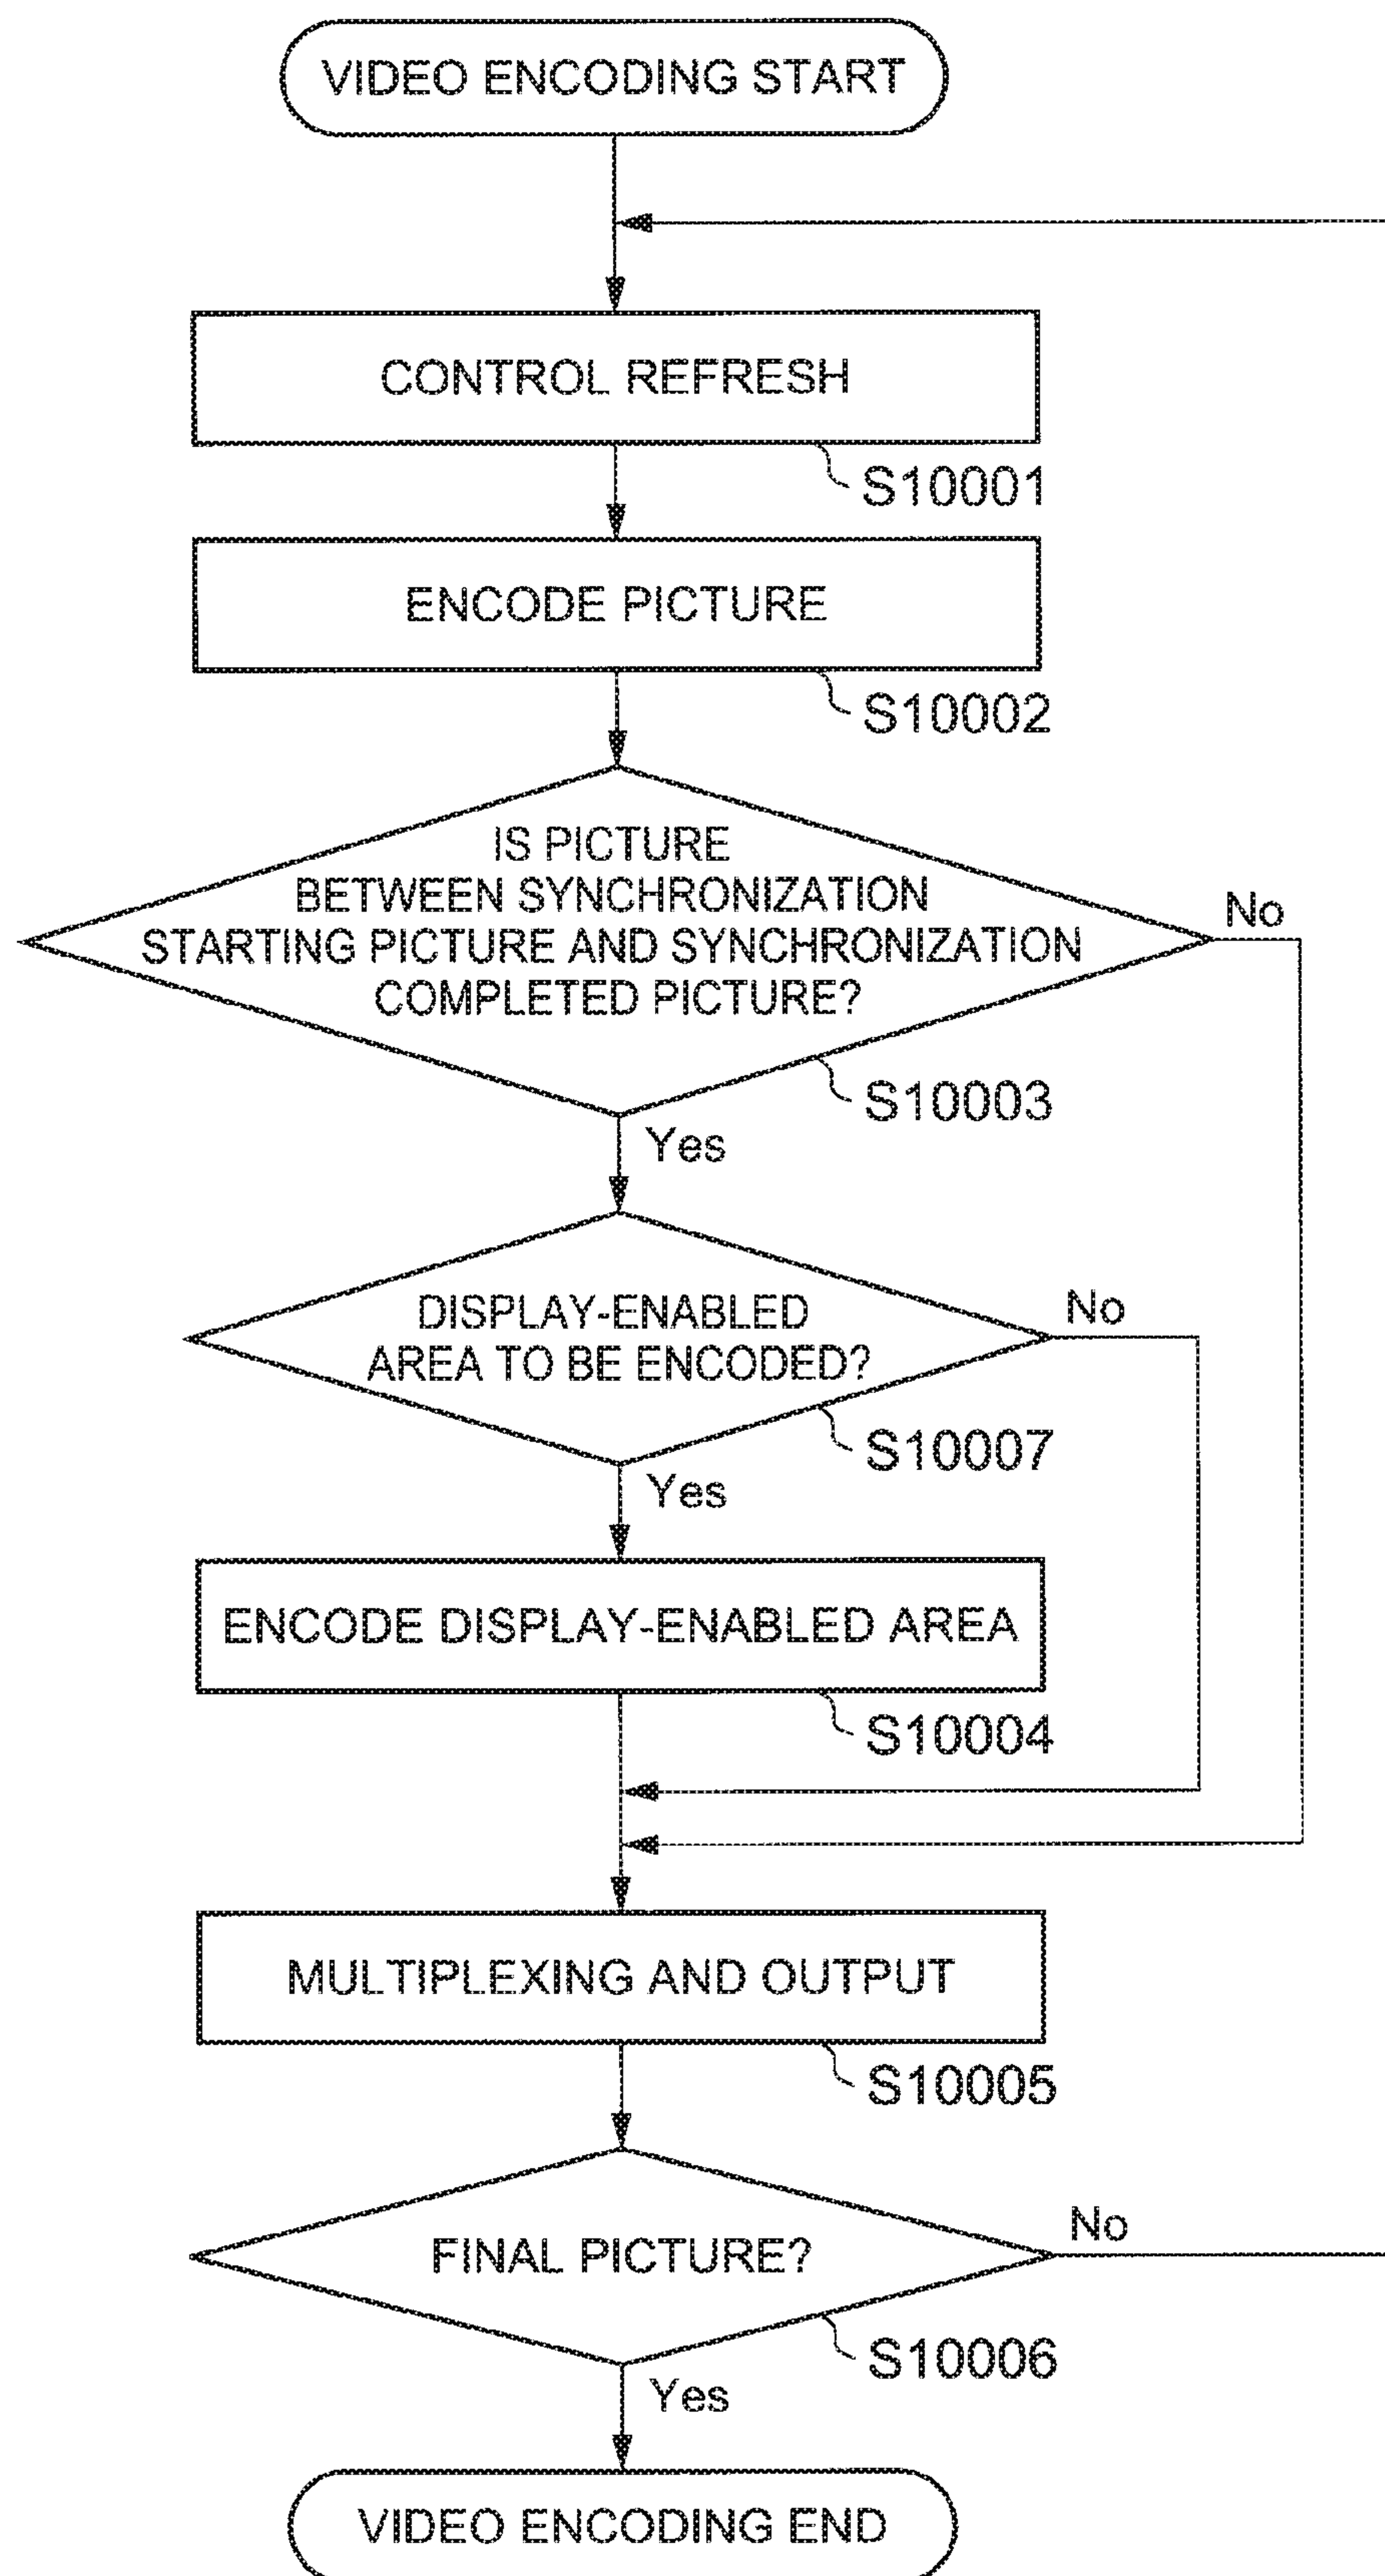 VIDEO ENCODING START
CONTROL REFRESH
S10001
ENCODE PICTURE
S10002
IS PICTURE
BETWEEN SYNCHRONIZATION
STARTING PICTURE AND SYNCHRONIZATION
COMPLETED PICTURE?
No
S10003
Yes
DISPLAY-ENABLED
AREA TO BE ENCODED?
No
S10007
Yes
ENCODE DISPLAY-ENABLED AREA
S10004
MULTIPLEXING AND OUTPUT
S10005
FINAL PICTURE?
No
S10006
Yes
VIDEO ENCODING END